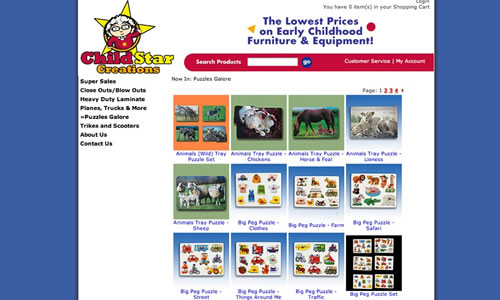 Login
You have 0 item(s) in your Shopping Cart
The Lowest Prices
on Early Childhood
Furniture & Equipment!
ChildStar
Creations
Search Products
go
Customer Service | My Account
Super Sales
Close Outs/Blow Outs
Heavy Duty Laminate
Planes, Trucks & More
»Puzzles Galore
Trikes and Scooters
About Us
Contact Us
Now In: Puzzles Galore
Page: 1 2 3 4
Animals (Wild) Tray
Puzzle Set
Animals Tray Puzzle -
Chickens
Animals Tray Puzzle -
Horse & Foal
Animals Tray Puzzle -
Lioness
Animals Tray Puzzle -
Sheep
Big Peg Puzzle -
Clothes
Big Peg Puzzle - Farm
Big Peg Puzzle -
Safari
Big Peg Puzzle -
Street
Big Peg Puzzle -
Things Around Me
Big Peg Puzzle -
Traffic
Big Peg Puzzle Set